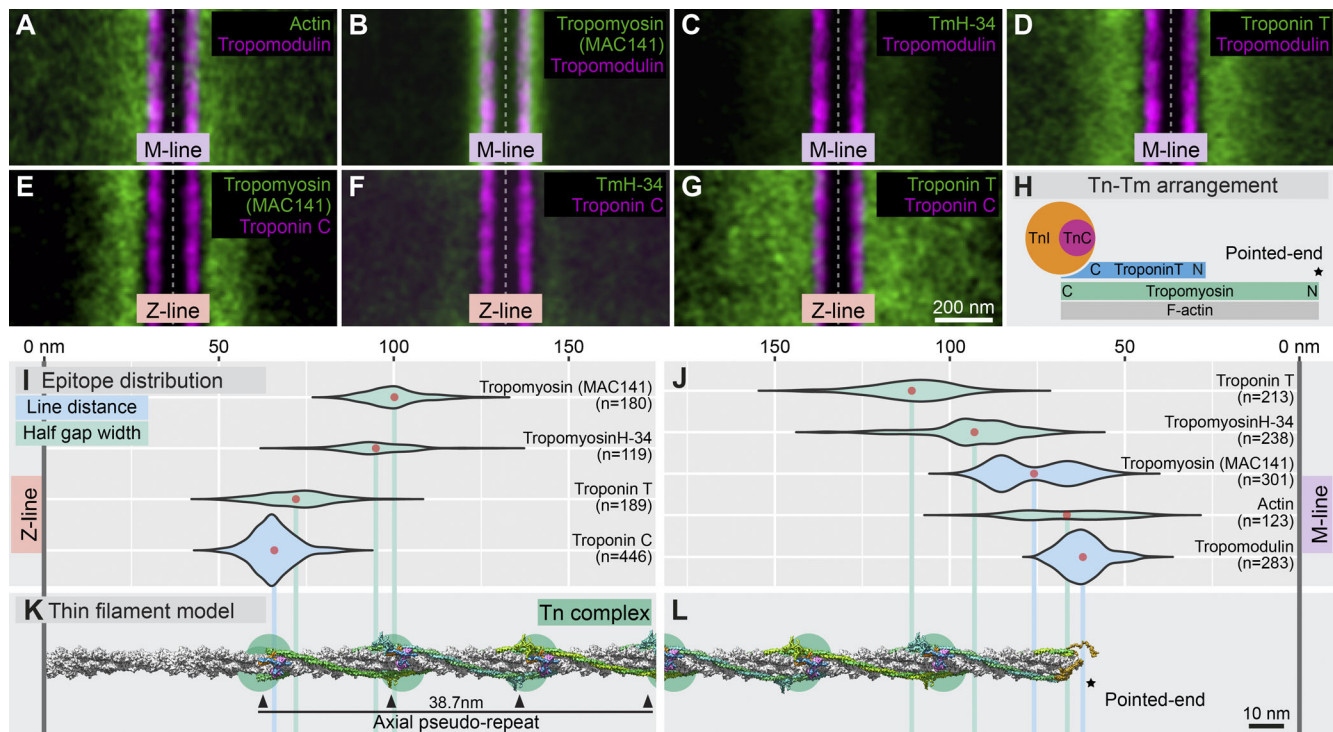 A
Actin
Tropomodulin
M-line
B
Tropomyosin
(MAC141)
Tropomodulin
M-line
C
TmH-34
Tropomodulin
M-line
D
Troponin T
Tropomodulin
M-line
E
Tropomyosin
(MAC141)
Troponin C
Z-line
F
TmH-34
Troponin C
Z-line
G
Troponin T
Troponin C
Z-line
200 nm
H
Tn-Tm arrangement
TnI
TnC
Pointed-end
C TroponinT N
C Tropomyosin N
F-actin
0 nm 50 100 150
150 100 50 0 nm
I Epitope distribution
Line distance
Half gap width
Tropomyosin (MAC141)
(n=180)
TropomyosinH-34
(n=119)
Troponin T
(n=189)
Troponin C
(n=446)
Z-line
J
Troponin T
(n=213)
TropomyosinH-34
(n=238)
Tropomyosin (MAC141)
(n=301)
Actin
(n=123)
Tropomodulin
(n=283)
M-line
K Thin filament model
Tn complex
38.7nm
Axial pseudo-repeat
L
Pointed-end
10 nm